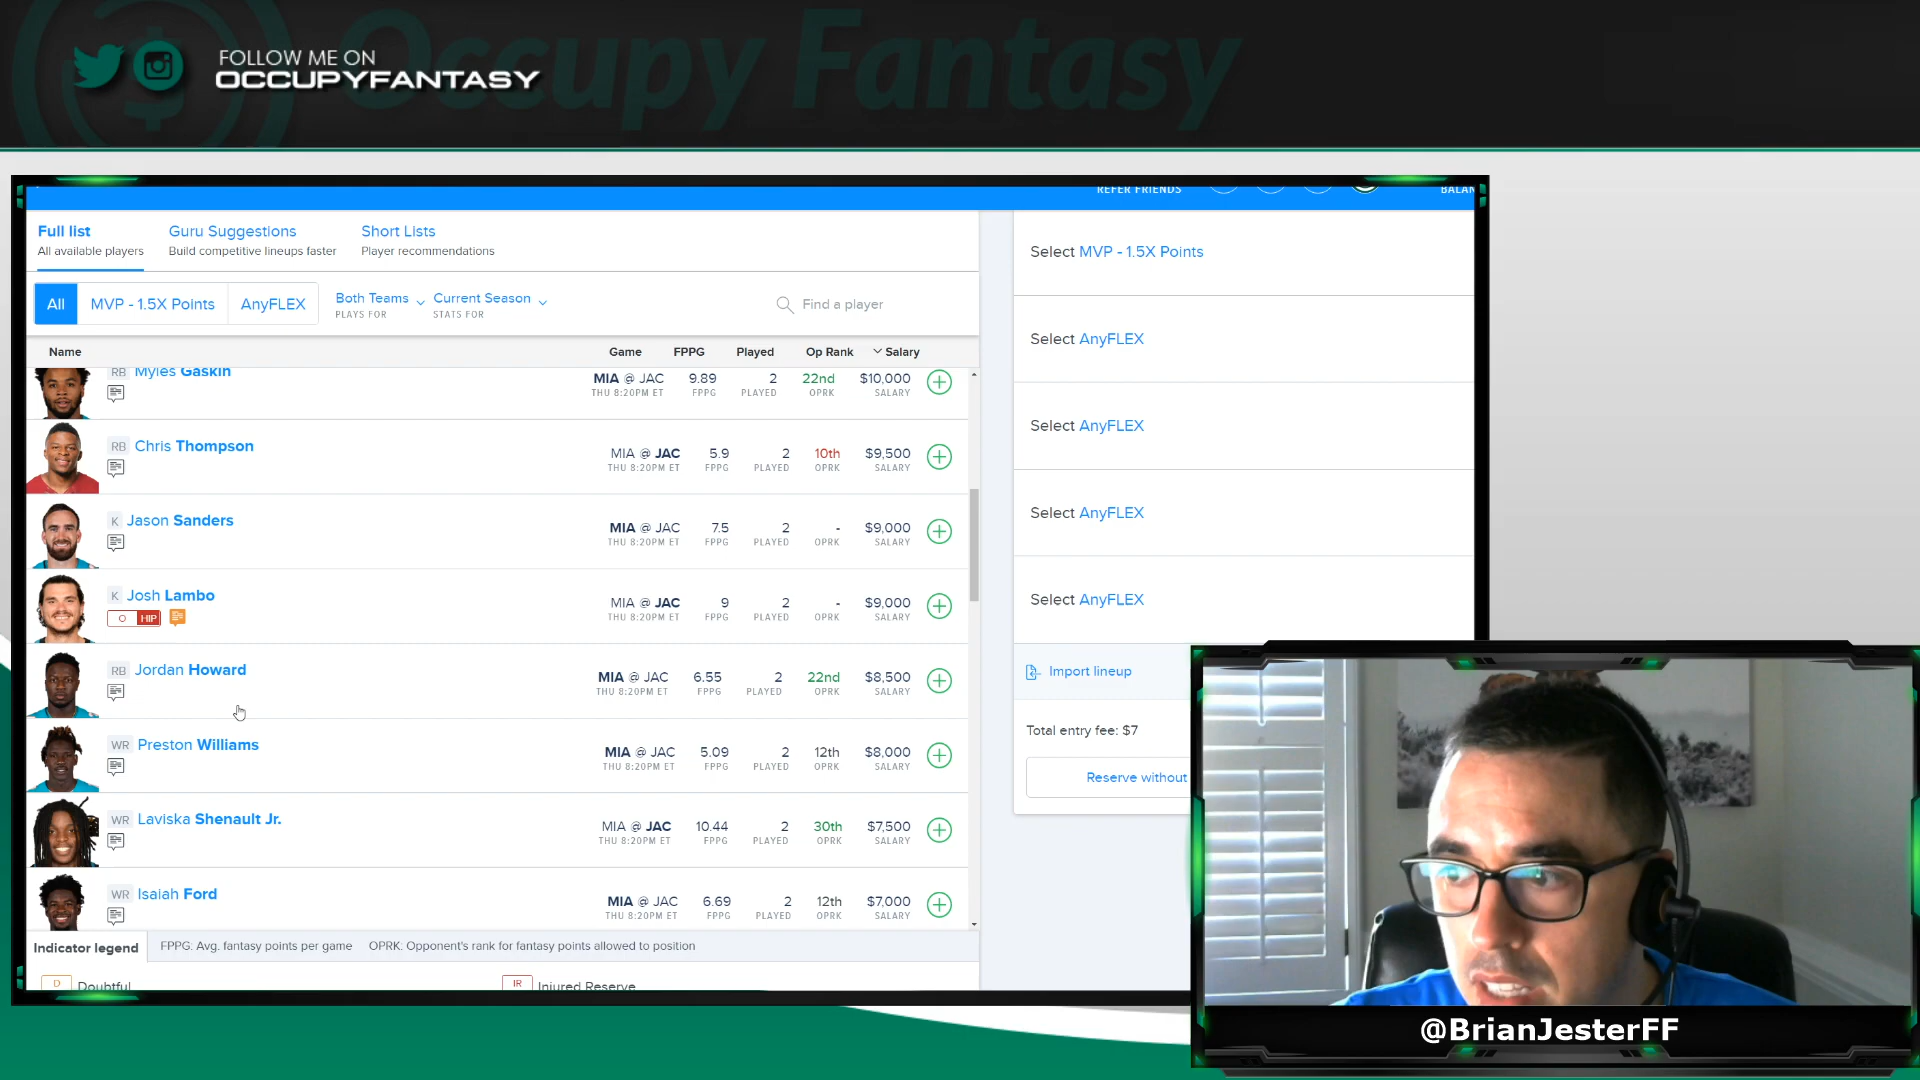 Occupy Fantasy
FOLLOW ME ON
OCCUPYFANTASY
REFER FRIENDS
Full list
All available players
Guru Suggestions
Build competitive lineups faster
Short Lists
Player recommendations
All
MVP - 1.5X Points
AnyFLEX
Both Teams
PLAYS FOR
Current Season
STATS FOR
Find a player
Name Game FPPG Played Op Rank Salary
RB Myles Gaskin MIA @ JAC 9.89 2 22nd $10,000
THU 8:20PM ET FPPG PLAYED OPRK SALARY
RB Chris Thompson MIA @ JAC 5.9 2 10th $9,500
THU 8:20PM ET FPPG PLAYED OPRK SALARY
K Jason Sanders MIA @ JAC 7.5 2 - $9,000
THU 8:20PM ET FPPG PLAYED OPRK SALARY
K Josh Lambo MIA @ JAC 9 2 - $9,000
O HIP THU 8:20PM ET FPPG PLAYED OPRK SALARY
RB Jordan Howard MIA @ JAC 6.55 2 22nd $8,500
THU 8:20PM ET FPPG PLAYED OPRK SALARY
WR Preston Williams MIA @ JAC 5.09 2 12th $8,000
THU 8:20PM ET FPPG PLAYED OPRK SALARY
WR Laviska Shenault Jr. MIA @ JAC 10.44 2 30th $7,500
THU 8:20PM ET FPPG PLAYED OPRK SALARY
WR Isaiah Ford MIA @ JAC 6.69 2 12th $7,000
THU 8:20PM ET FPPG PLAYED OPRK SALARY
Indicator legend FPPG: Avg. fantasy points per game OPRK: Opponent's rank for fantasy points allowed to position
D Doubtful IR Injured Reserve
Select MVP - 1.5X Points
Select AnyFLEX
Select AnyFLEX
Select AnyFLEX
Select AnyFLEX
Import lineup
Total entry fee: $7
Reserve without
@BrianJesterFF